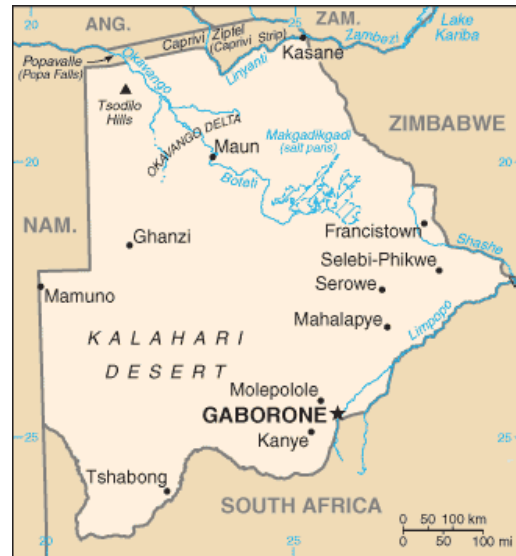 ANG.
20
25
ZAM.
Lake
Kariba
Caprivi Zipfel
(Caprivi Strip)
Zambezi
Popavalle
(Popa Falls)
Okavango
Linyanti
Kasane
Tsodilo
Hills
OKAVANGO DELTA
Makgadikgadi
(salt pans)
ZIMBABWE
20
Maun
20
Boteti
NAM.
Francistown
Ghanzi
Shashe
Selebi-Phikwe
Serowe
Mamuno
Mahalapye
Limpopo
KALAHARI
DESERT
Molepolole
GABORONE
25
Kanye
25
Tshabong
SOUTH AFRICA
0 50 100 km
0 50 100 mi
20
25